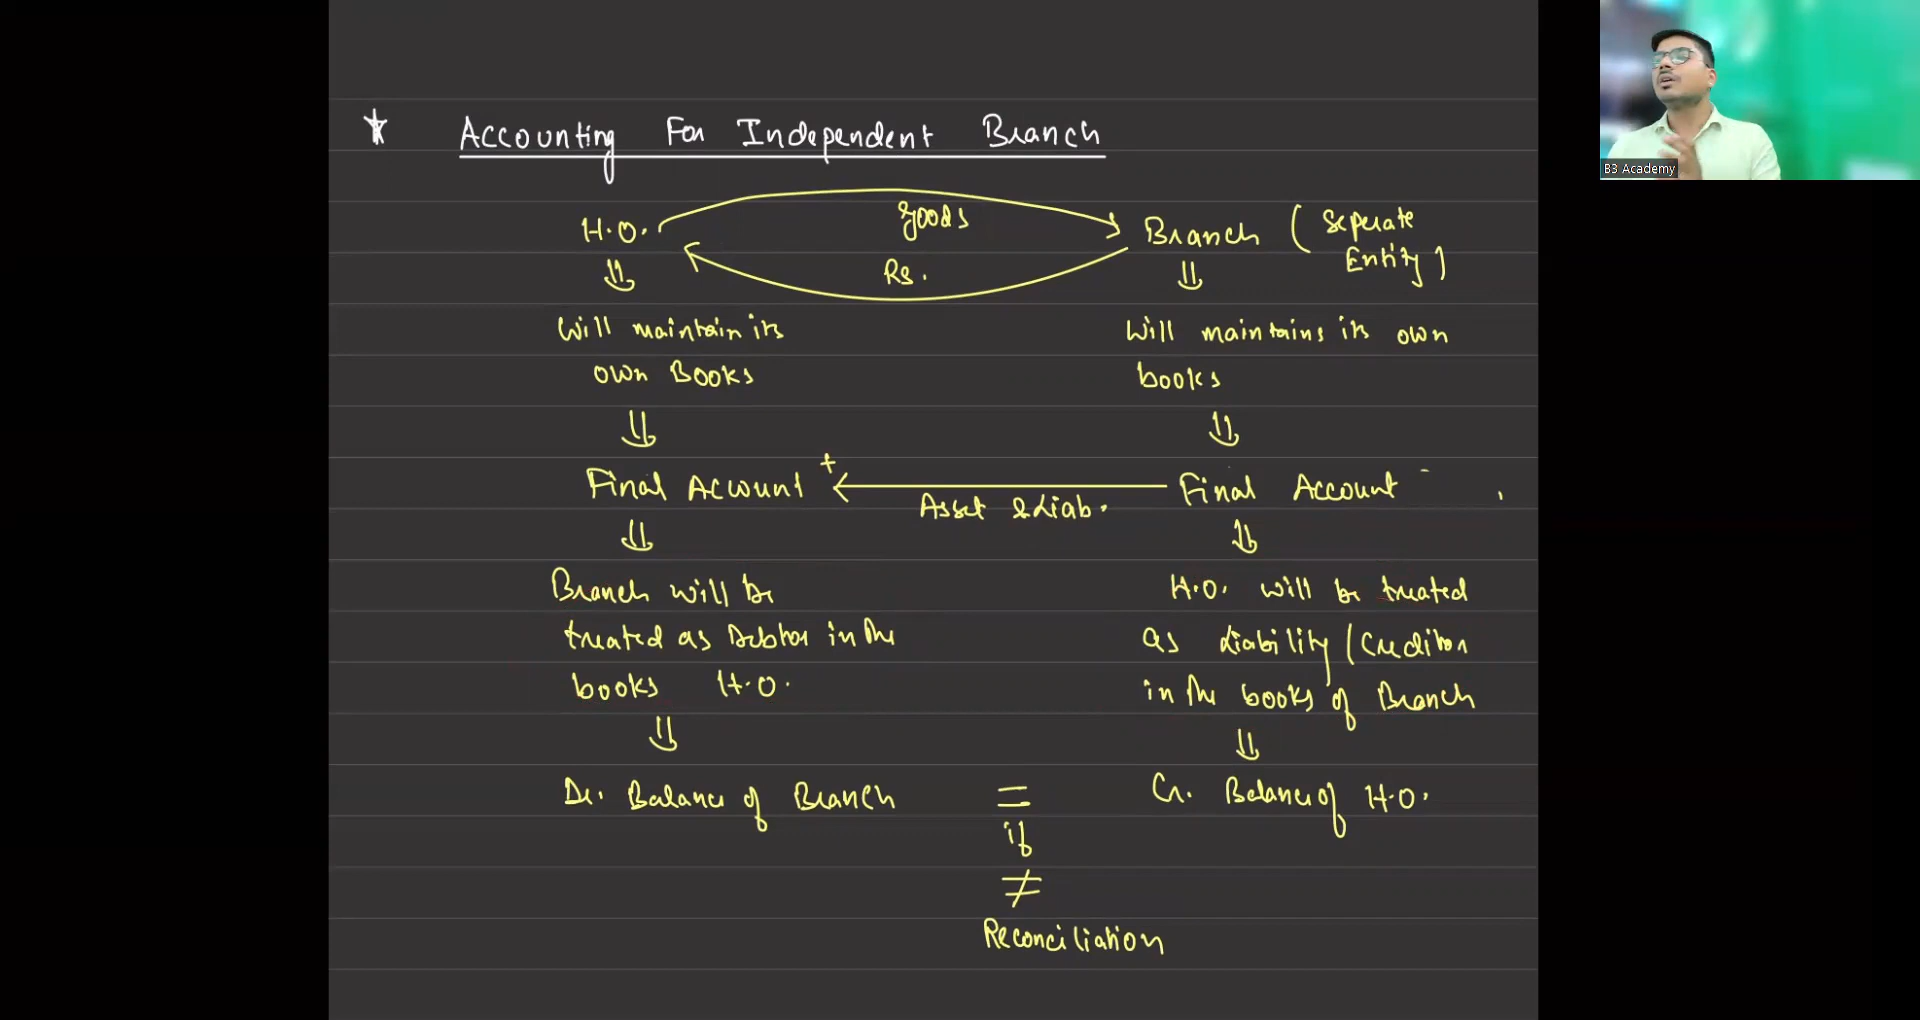 * Accounting For Independent Branch
H.O. goods Branch (Seperate
Rs. Entity)
Will maintain its
own Books
Will maintains its own
books
Final Account + Asset & Liab. Final Account
Branch will be
treated as Debtor in the
books H.O.
H.O. will be treated
as Liability / Creditor
in the books of Branch
Dr. Balance of Branch = Cr. Balance of H.O.
if
≠
Reconciliation
B3 Academy